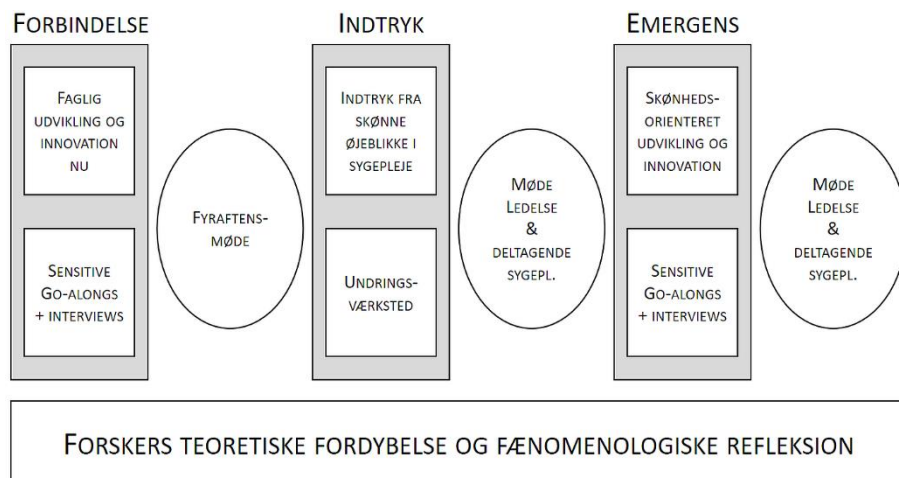 FORBINDELSE
FAGLIG
UDVIKLING OG
INNOVATION
NU
SENSITIVE
GO-ALONGS
+ INTERVIEWS
FYRAFTENS-
MØDE
INDTRYK
INDTRYK FRA
SKØNNE
ØJEBLIKKE I
SYGEPLEJE
UNDRINGS-
VÆRKSTED
MØDE
LEDELSE
&
DELTAGENDE
SYGEPL.
EMERGENS
SKØNHEDS-
ORIENTERET
UDVIKLING OG
INNOVATION
SENSITIVE
GO-ALONGS
+ INTERVIEWS
MØDE
LEDELSE
&
DELTAGENDE
SYGEPL.
FORSKERS TEORETISKE FORDYBELSE OG FÆNOMENOLOGISKE REFLEKSION